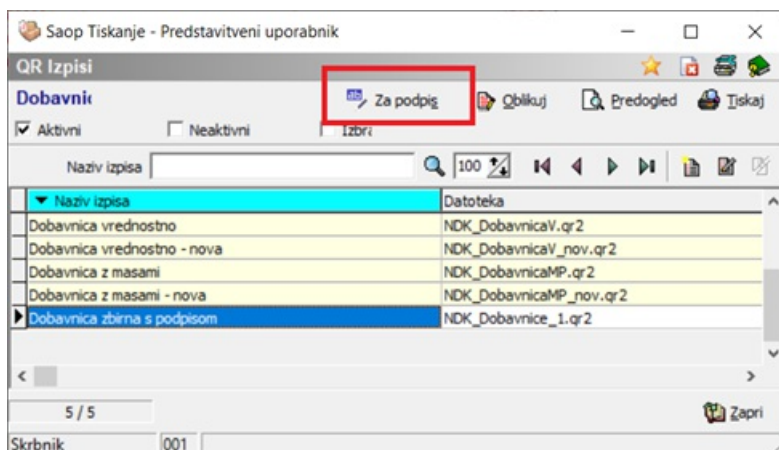 Saop Tiskanje - Predstavitveni uporabnik
QR Izpisi
Dobavnic Za podpis Oblikuj Predogled Tiskaj
Aktivni Neaktivni Izbra
Naziv izpisa 100
Naziv izpisa Datoteka
Dobavnica vrednostno NDK_DobavnicaV.qr2
Dobavnica vrednostno - nova NDK_DobavnicaV_nov.qr2
Dobavnica z masami NDK_DobavnicaMP.qr2
Dobavnica z masami - nova NDK_DobavnicaMP_nov.qr2
Dobavnica zbirna s podpisom NDK_Dobavnice_1.qr2
5 / 5 Zapri
Skrbnik 001